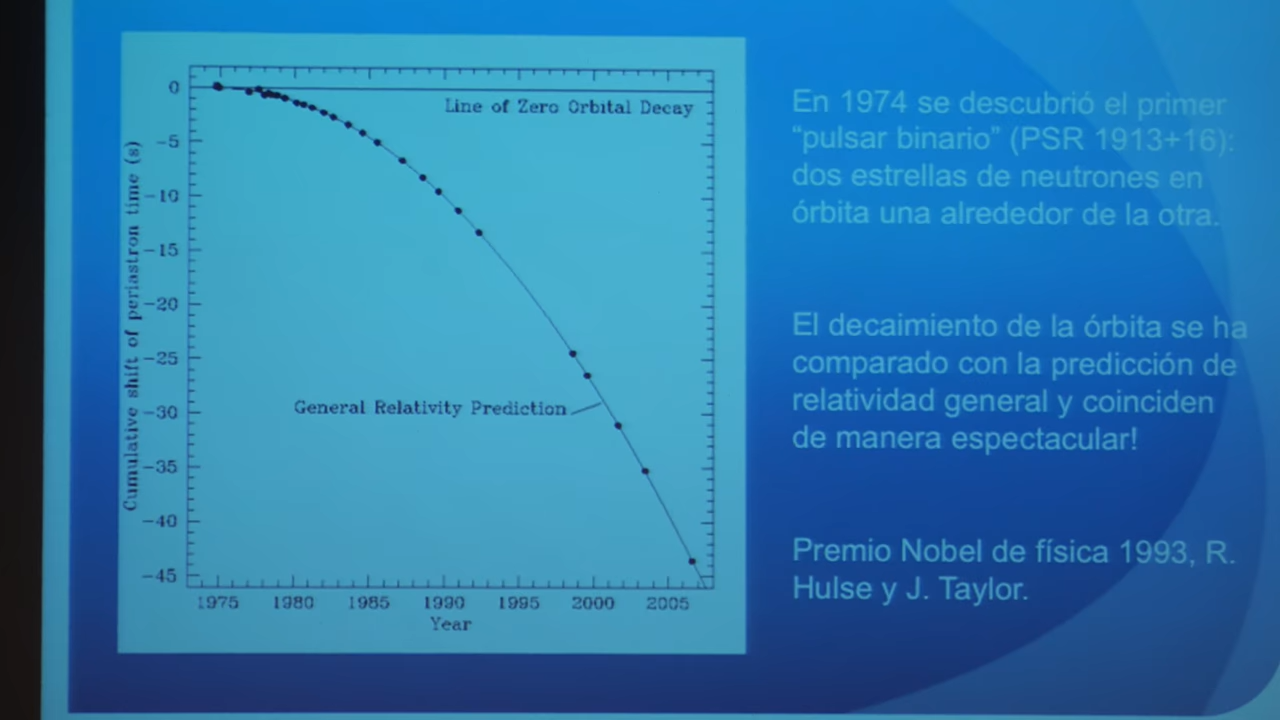 Line of Zero Orbital Decay
General Relativity Prediction
Cumulative shift of periastron time (s)
0
-5
-10
-15
-20
-25
-30
-35
-40
-45
1975 1980 1985 1990 1995 2000 2005
Year
En 1974 se descubrió el primer
“pulsar binario” (PSR 1913+16):
dos estrellas de neutrones en
órbita una alrededor de la otra.
El decaimiento de la órbita se ha
comparado con la predicción de
relatividad general y coinciden
de manera espectacular!
Premio Nobel de física 1993, R.
Hulse y J. Taylor.